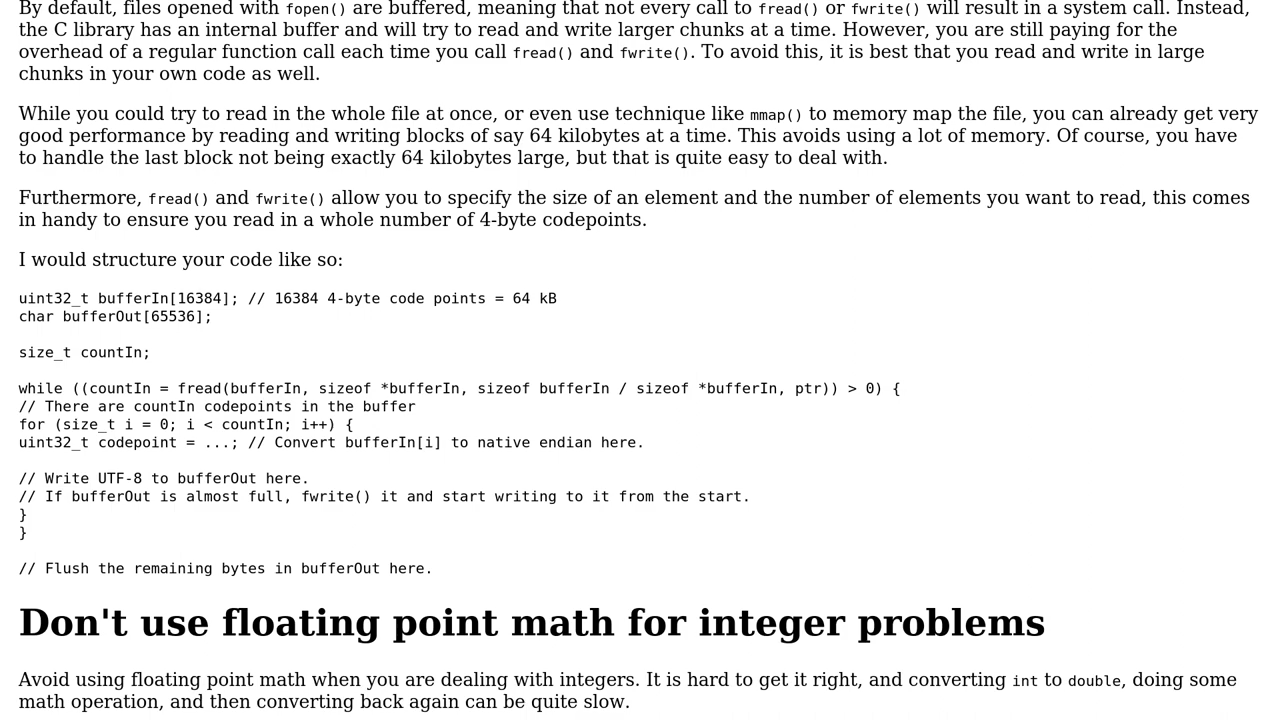 By default, files opened with fopen() are buffered, meaning that not every call to fread() or fwrite() will result in a system call. Instead,
the C library has an internal buffer and will try to read and write larger chunks at a time. However, you are still paying for the
overhead of a regular function call each time you call fread() and fwrite(). To avoid this, it is best that you read and write in large
chunks in your own code as well.
While you could try to read in the whole file at once, or even use technique like mmap() to memory map the file, you can already get very
good performance by reading and writing blocks of say 64 kilobytes at a time. This avoids using a lot of memory. Of course, you have
to handle the last block not being exactly 64 kilobytes large, but that is quite easy to deal with.
Furthermore, fread() and fwrite() allow you to specify the size of an element and the number of elements you want to read, this comes
in handy to ensure you read in a whole number of 4-byte codepoints.
I would structure your code like so:
uint32_t bufferIn[16384]; // 16384 4-byte code points = 64 kB
char bufferOut[65536];
size_t countIn;
while ((countIn = fread(bufferIn, sizeof *bufferIn, sizeof bufferIn / sizeof *bufferIn, ptr)) > 0) {
// There are countIn codepoints in the buffer
for (size_t i = 0; i < countIn; i++) {
uint32_t codepoint = ...; // Convert bufferIn[i] to native endian here.
// Write UTF-8 to bufferOut here.
// If bufferOut is almost full, fwrite() it and start writing to it from the start.
}
}
// Flush the remaining bytes in bufferOut here.
Don't use floating point math for integer problems
Avoid using floating point math when you are dealing with integers. It is hard to get it right, and converting int to double, doing some
math operation, and then converting back again can be quite slow.